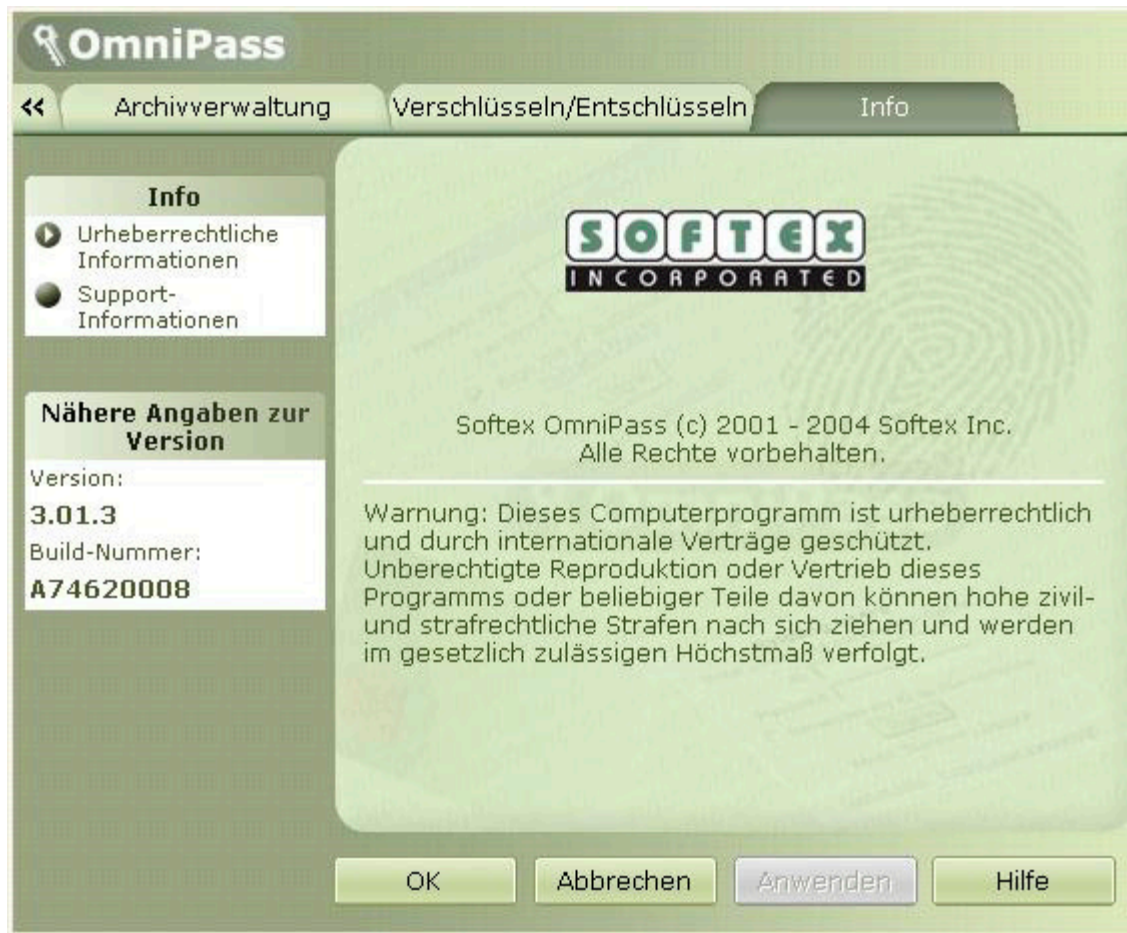 OmniPass
<< Archivverwaltung Verschlüsseln/Entschlüsseln Info
Info
Urheberrechtliche
Informationen
Support-
Informationen
Nähere Angaben zur
Version
Version:
3.01.3
Build-Nummer:
A74620008
SOFTEX
INCORPORATED
Softex OmniPass (c) 2001 - 2004 Softex Inc.
Alle Rechte vorbehalten.
Warnung: Dieses Computerprogramm ist urheberrechtlich
und durch internationale Verträge geschützt.
Unberechtigte Reproduktion oder Vertrieb dieses
Programms oder beliebiger Teile davon können hohe zivil-
und strafrechtliche Strafen nach sich ziehen und werden
im gesetzlich zulässigen Höchstmaß verfolgt.
OK Abbrechen Anwenden Hilfe